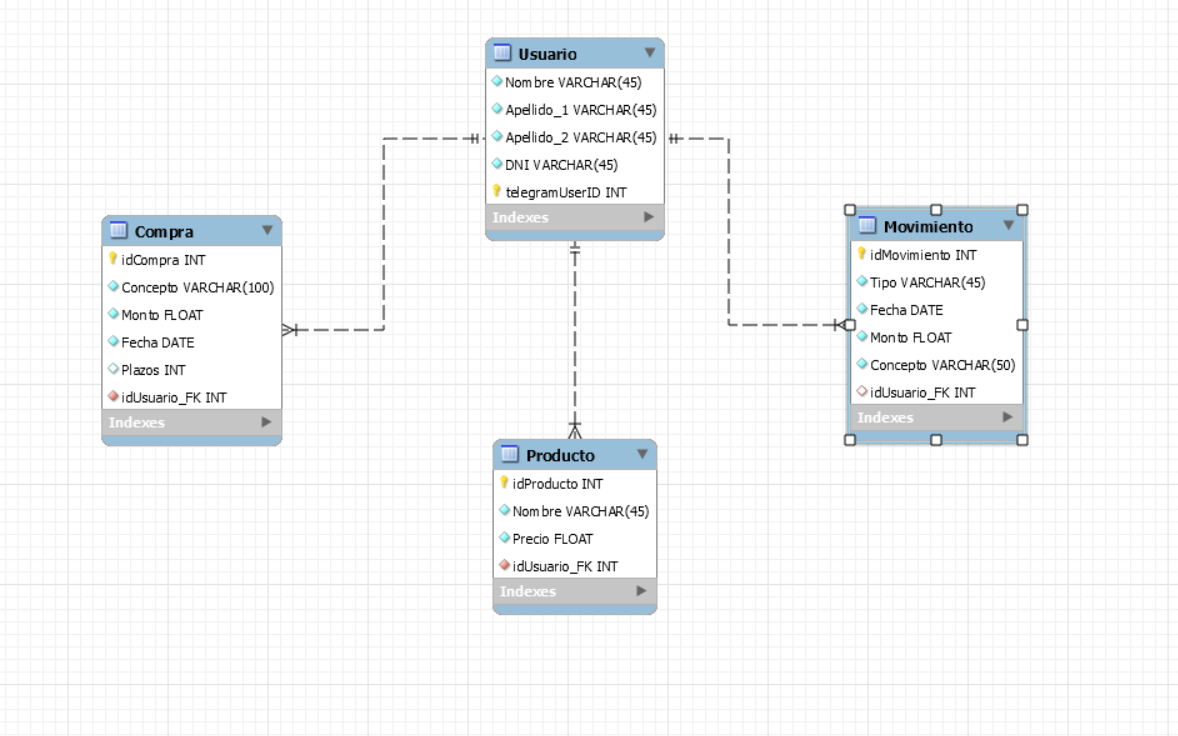 Usuario
Nombre VARCHAR(45)
Apellido_1 VARCHAR(45)
Apellido_2 VARCHAR(45)
DNI VARCHAR(45)
telegramUserID INT
Indexes
Compra
idCompra INT
Concepto VARCHAR(100)
Monto FLOAT
Fecha DATE
Plazos INT
idUsuario_FK INT
Indexes
Movimiento
idMovimiento INT
Tipo VARCHAR(45)
Fecha DATE
Monto FLOAT
Concepto VARCHAR(50)
idUsuario_FK INT
Indexes
Producto
idProducto INT
Nombre VARCHAR(45)
Precio FLOAT
idUsuario_FK INT
Indexes